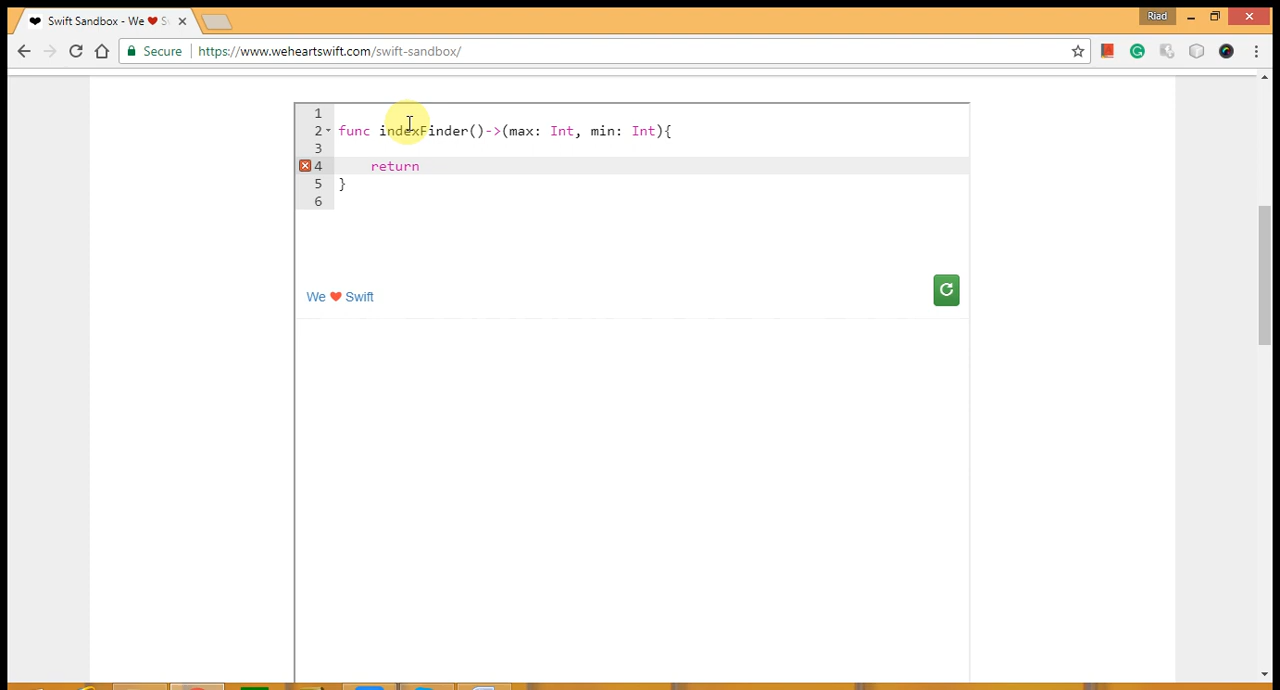 Riad
Swift Sandbox - We ❤ S
Secure https://www.weheartswift.com/swift-sandbox/
1
2 func indexFinder()->(max: Int, min: Int){
3
4 return
5 }
6
We ❤ Swift